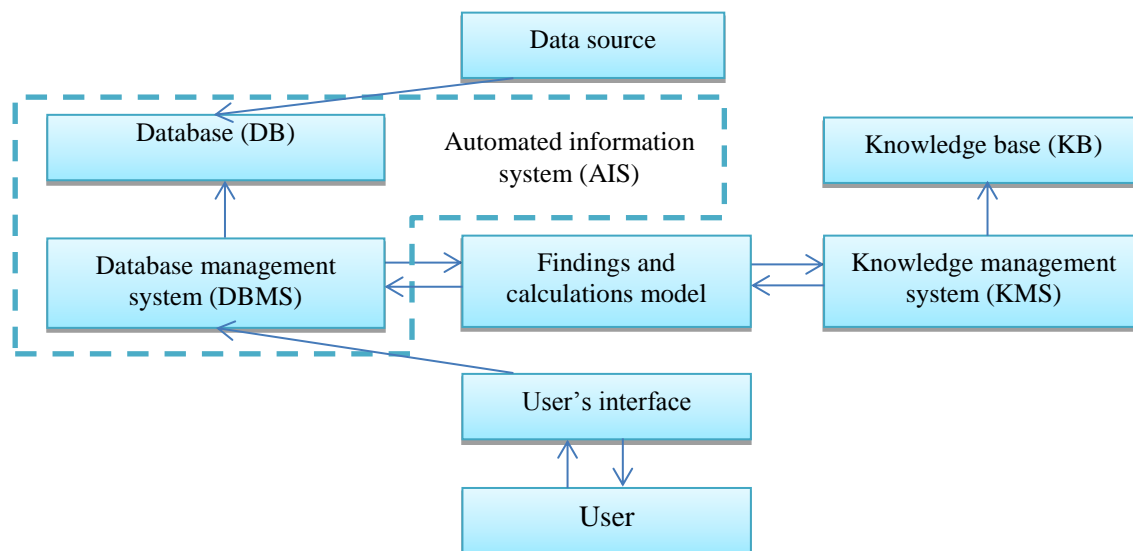 Data source
Database (DB)
Automated information
system (AIS)
Knowledge base (KB)
Database management
system (DBMS)
Findings and
calculations model
Knowledge management
system (KMS)
User’s interface
User